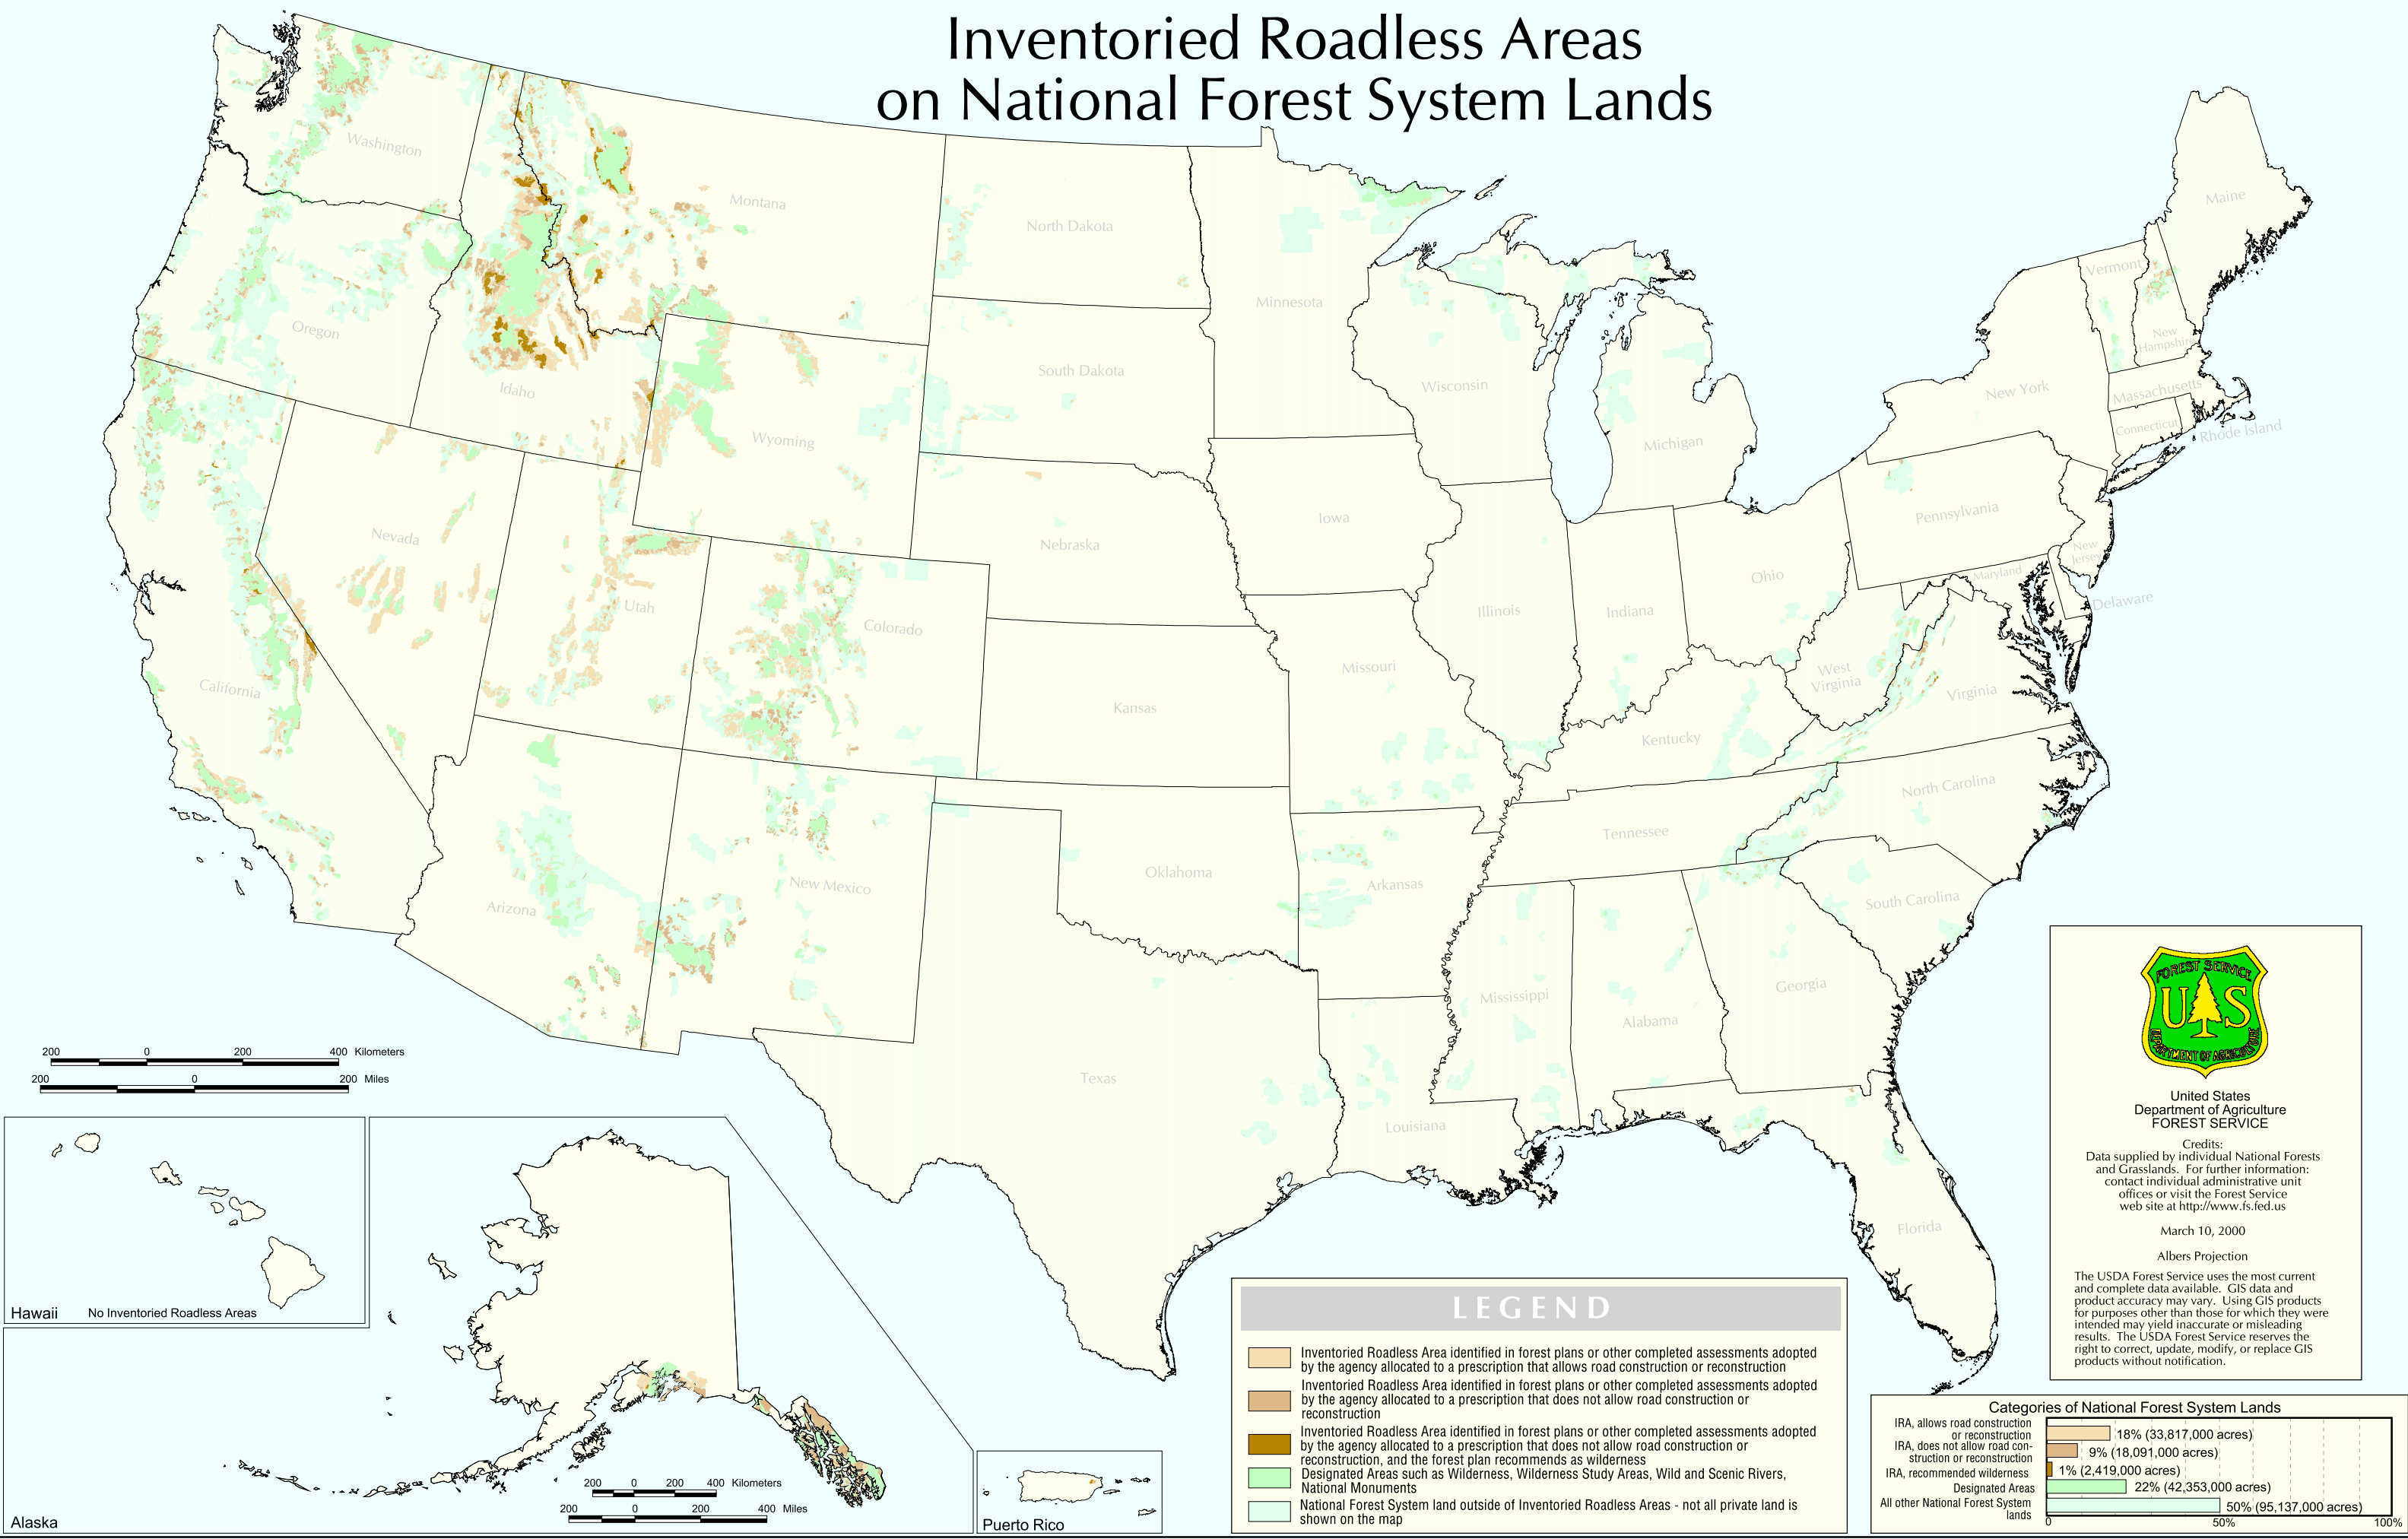 Inventoried Roadless Areas
on National Forest System Lands
Washington
Montana
North Dakota
Minnesota
Maine
Vermont
New
Hampshire
Oregon
Idaho
South Dakota
Wisconsin
Michigan
New York
Massachusetts
Connecticut
Rhode Island
Wyoming
Nevada
Utah
Colorado
Nebraska
Iowa
Illinois
Indiana
Ohio
Pennsylvania
New
Jersey
Maryland
Delaware
West
Virginia
Virginia
California
Kansas
Missouri
Kentucky
North Carolina
Tennessee
Arizona
New Mexico
Oklahoma
Arkansas
South Carolina
Mississippi
Alabama
Georgia
Texas
Louisiana
Florida
200 0 200 400 Kilometers
200 0 200 Miles
Hawaii No Inventoried Roadless Areas
Alaska
200 0 200 400 Kilometers
200 0 200 400 Miles
Puerto Rico
LEGEND
Inventoried Roadless Area identified in forest plans or other completed assessments adopted
by the agency allocated to a prescription that allows road construction or reconstruction
Inventoried Roadless Area identified in forest plans or other completed assessments adopted
by the agency allocated to a prescription that does not allow road construction or
reconstruction
Inventoried Roadless Area identified in forest plans or other completed assessments adopted
by the agency allocated to a prescription that does not allow road construction or
reconstruction, and the forest plan recommends as wilderness
Designated Areas such as Wilderness, Wilderness Study Areas, Wild and Scenic Rivers,
National Monuments
National Forest System land outside of Inventoried Roadless Areas - not all private land is
shown on the map
FOREST SERVICE
U S
DEPARTMENT OF AGRICULTURE
United States
Department of Agriculture
FOREST SERVICE
Credits:
Data supplied by individual National Forests
and Grasslands. For further information:
contact individual administrative unit
offices or visit the Forest Service
web site at http://www.fs.fed.us
March 10, 2000
Albers Projection
The USDA Forest Service uses the most current
and complete data available. GIS data and
product accuracy may vary. Using GIS products
for purposes other than those for which they were
intended may yield inaccurate or misleading
results. The USDA Forest Service reserves the
right to correct, update, modify, or replace GIS
products without notification.
Categories of National Forest System Lands
IRA, allows road construction
or reconstruction
18% (33,817,000 acres)
IRA, does not allow road con-
struction or reconstruction
9% (18,091,000 acres)
IRA, recommended wilderness
1% (2,419,000 acres)
Designated Areas
22% (42,353,000 acres)
All other National Forest System
lands
50% (95,137,000 acres)
0 50% 100%